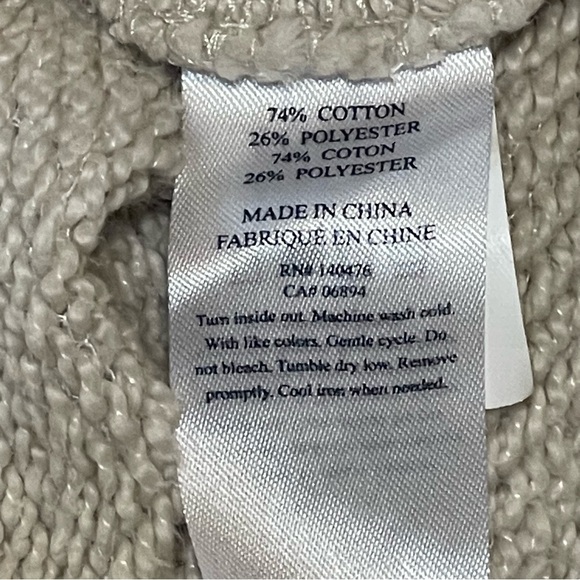 74% COTTON
26% POLYESTER
74% COTON
26% POLYESTER
MADE IN CHINA
FABRIQUE EN CHINE
RN# 140476
CA# 06894
Turn inside out. Machine wash cold.
With like colors. Gentle cycle. Do
not bleach. Tumble dry low. Remove
promptly. Cool iron when needed.